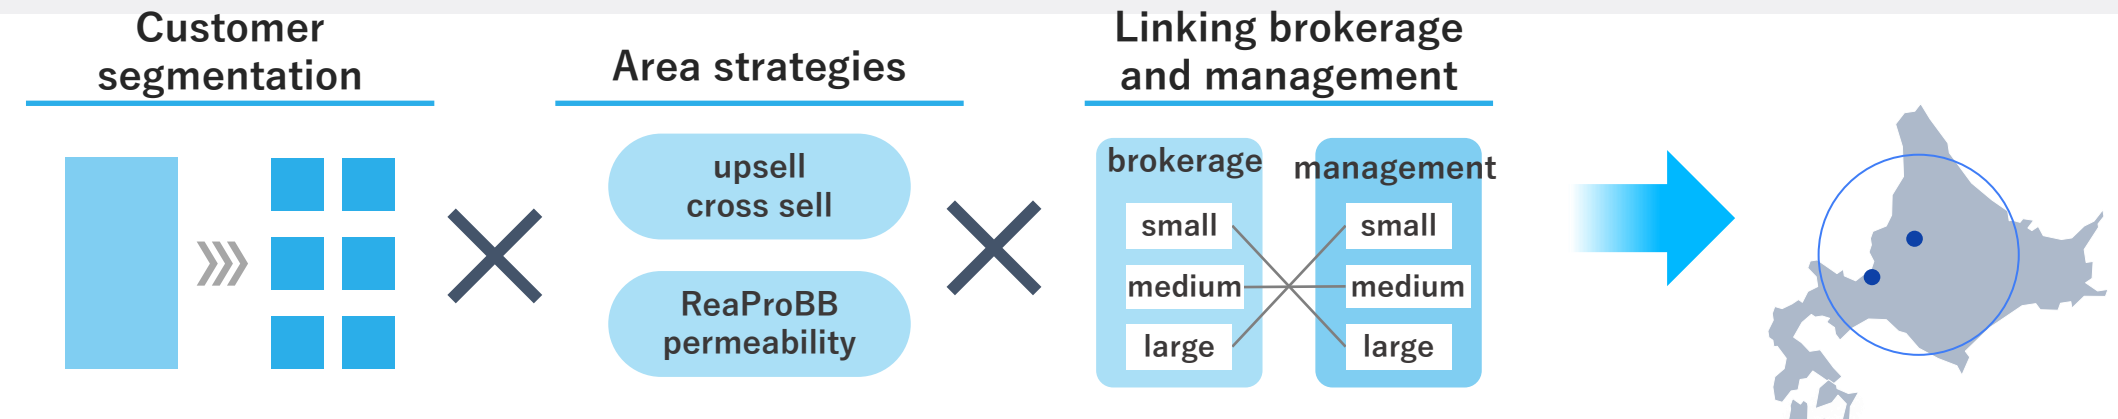 Customer
segmentation
Area strategies
upsell
cross sell
ReaProBB
permeability
Linking brokerage
and management
brokerage
small
medium
large
management
small
medium
large